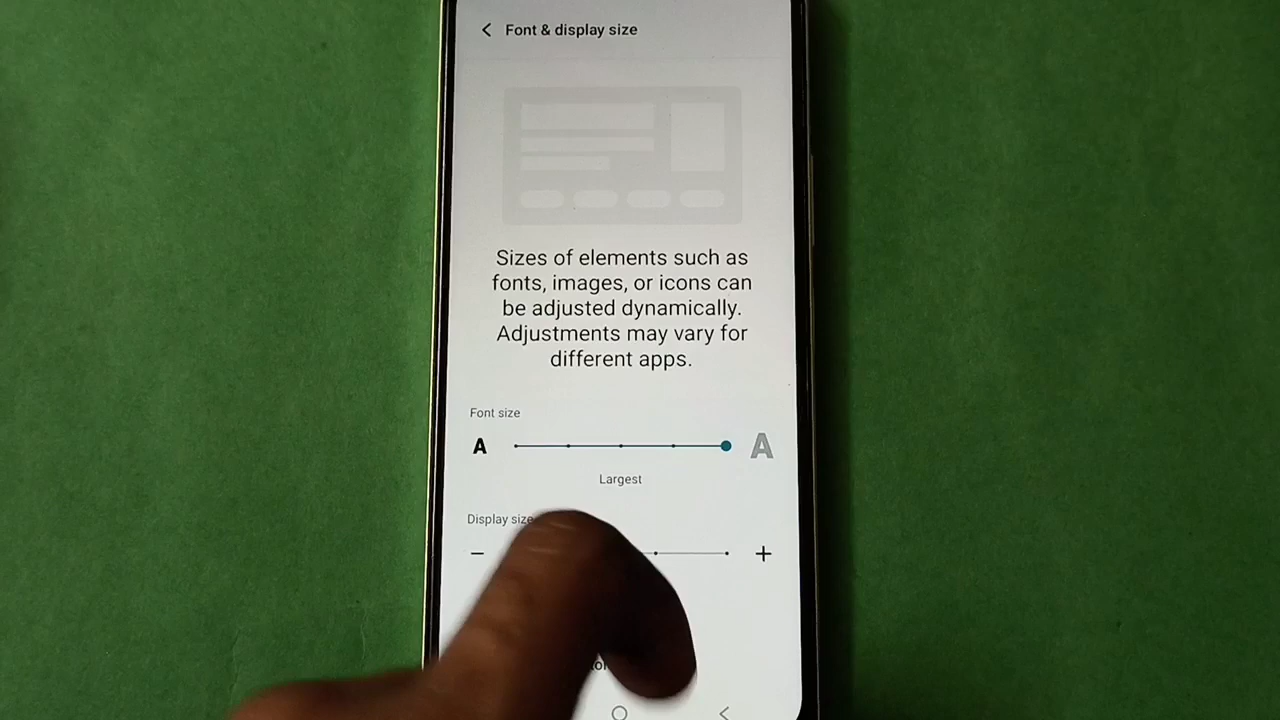 Font & display size
Sizes of elements such as
fonts, images, or icons can
be adjusted dynamically.
Adjustments may vary for
different apps.
Font size
A A
Largest
Display size